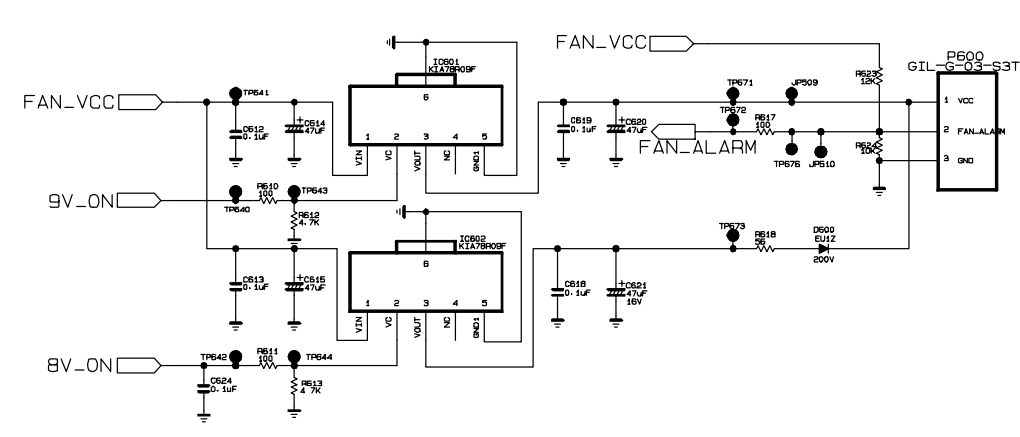 FAN_VCC
P600
GIL-G-03-S3T
IC601
KIA78R09F
6
R623
12K
TP671
JP509
1 VCC
FAN_VCC
TP641
C612
0.1uF
C614
47uF
1 2 3 4 5
VIN VC VOUT NC GND1
C619
0.1uF
C620
47uF
TP672
R617
100
2 FAN_ALARM
FAN_ALARM
TP676
JP510
R624
10K
3 GND
9V_ON
TP640
R610
100
TP643
R612
4.7K
IC602
KIA78R09F
6
TP673
R618
56
D600
EU1Z
200V
C613
0.1uF
C615
47uF
1 2 3 4 5
VIN VC VOUT NC GND1
C618
0.1uF
C621
47uF
16V
8V_ON
TP642
R611
100
TP644
C624
0.1uF
R613
4 7K